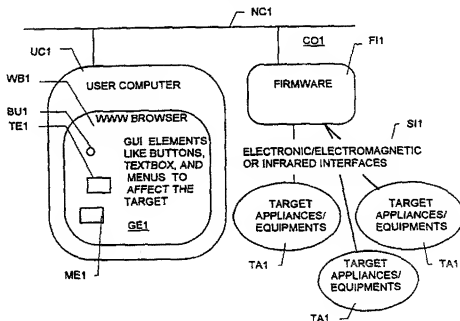 NC1
UC1
CO1
FI1
WB1
USER COMPUTER
FIRMWARE
BU1
TE1
WWW BROWSER
GUI ELEMENTS
LIKE BUTTONS,
TEXTBOX, AND
MENUS TO
AFFECT THE
TARGET
GE1
ME1
SI1
ELECTRONIC/ELECTROMAGNETIC
OR INFRARED INTERFACES
TARGET
APPLIANCES/
EQUIPMENTS
TA1
TARGET
APPLIANCES/
EQUIPMENTS
TA1
TARGET
APPLIANCES/
EQUIPMENTS
TA1